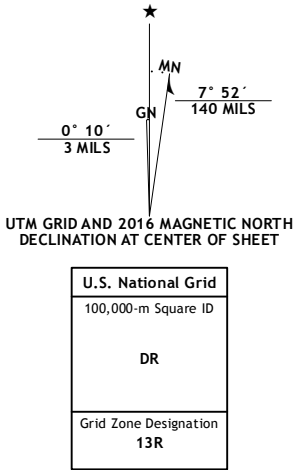 ★
MN
7° 52´
140 MILS
GN
0° 10´
3 MILS
UTM GRID AND 2016 MAGNETIC NORTH
DECLINATION AT CENTER OF SHEET
U.S. National Grid
100,000-m Square ID
DR
Grid Zone Designation
13R